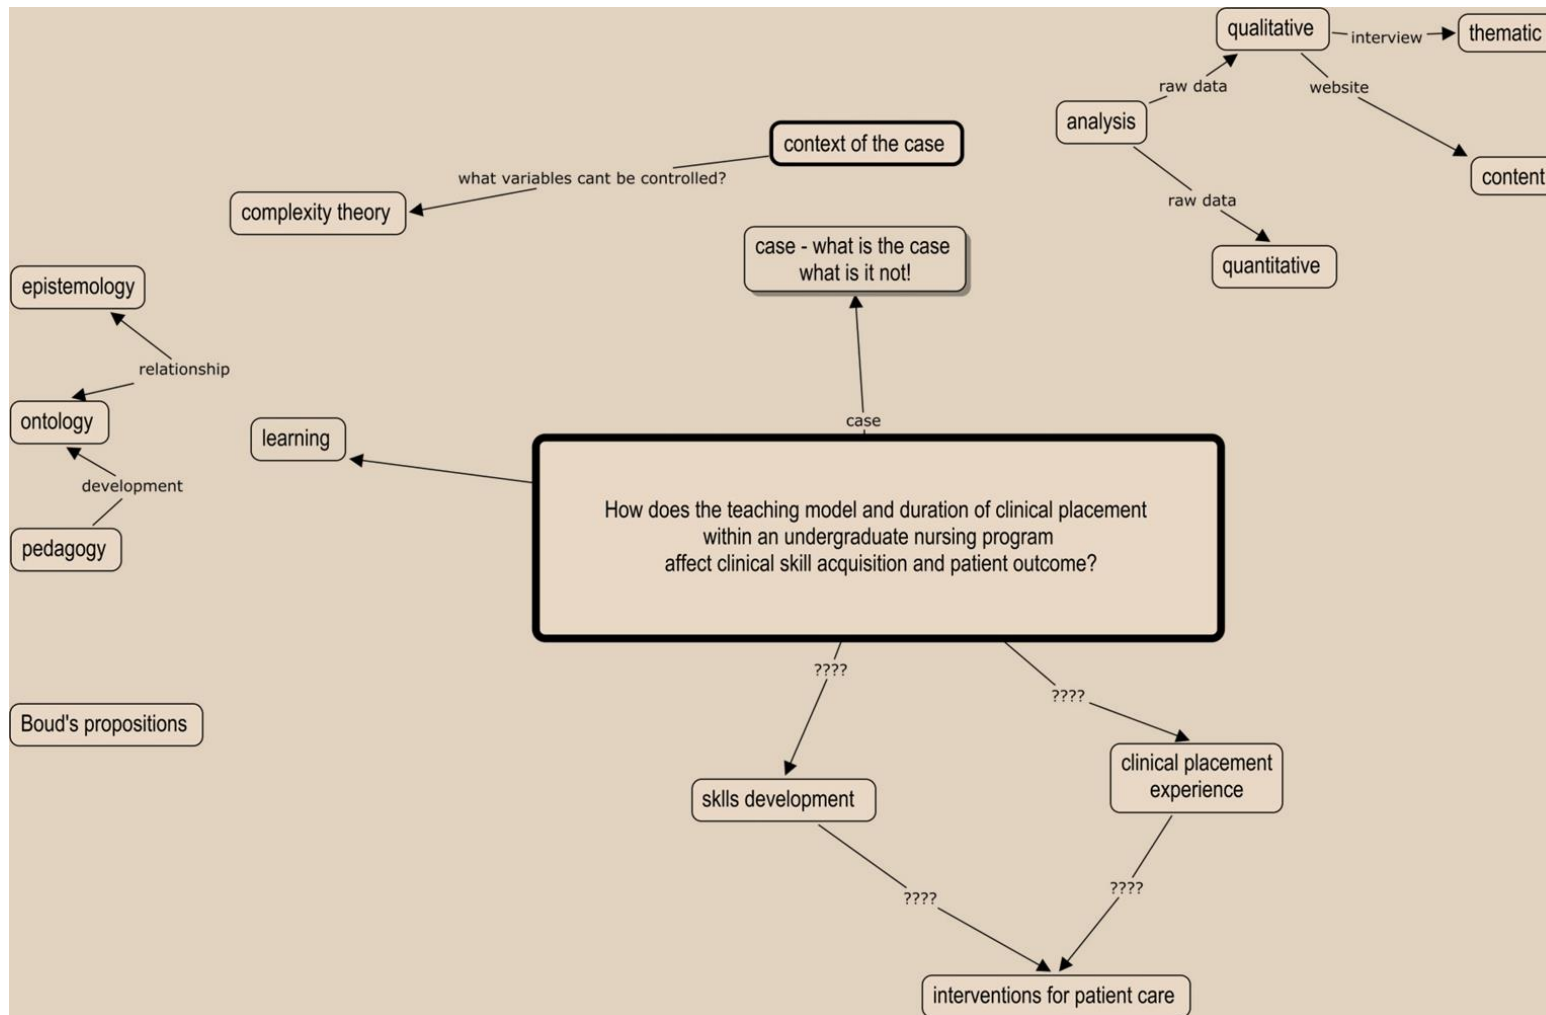 qualitative
interview
thematic
raw data
website
analysis
context of the case
what variables cant be controlled?
content
raw data
complexity theory
case - what is the case
what is it not!
quantitative
epistemology
relationship
ontology
case
learning
development
pedagogy
How does the teaching model and duration of clinical placement
within an undergraduate nursing program
affect clinical skill acquisition and patient outcome?
????
????
Boud's propositions
clinical placement
experience
sklls development
????
????
interventions for patient care